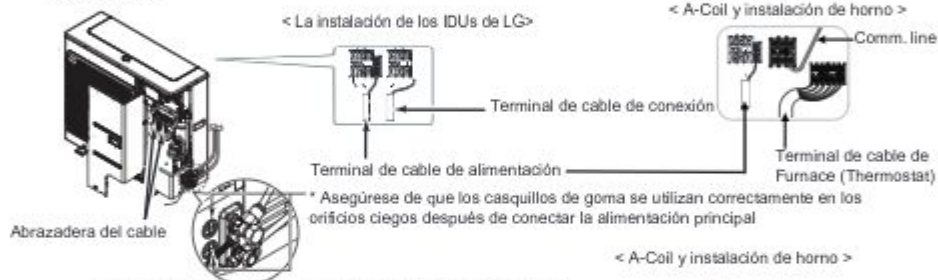 < La instalación de los IDUs de LG>
< A-Coil y instalación de horno >
Comm. line
Terminal de cable de conexión
Terminal de cable de alimentación
Terminal de cable de
Furnace (Thermostat)
* Asegúrese de que los casquillos de goma se utilizan correctamente en los
orificios ciegos después de conectar la alimentación principal
Abrazadera del cable
< A-Coil y instalación de horno >